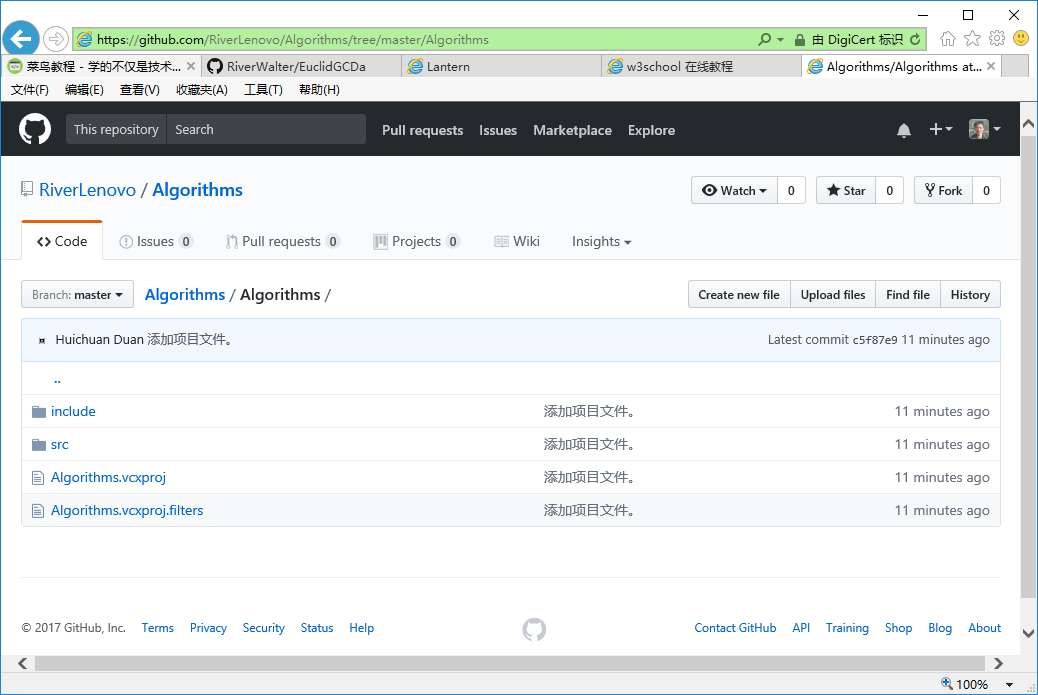 https://github.com/RiverLenovo/Algorithms/tree/master/Algorithms 由 DigiCert 标识
菜鸟教程 - 学的不仅是技术... RiverWalter/EuclidGCDa Lantern w3school 在线教程 Algorithms/Algorithms at...
文件(F) 编辑(E) 查看(V) 收藏夹(A) 工具(T) 帮助(H)
This repository Search Pull requests Issues Marketplace Explore
RiverLenovo / Algorithms Watch 0 Star 0 Fork 0
Code Issues 0 Pull requests 0 Projects 0 Wiki Insights
Branch: master Algorithms / Algorithms / Create new file Upload files Find file History
Huichuan Duan 添加项目文件。 Latest commit c5f87e9 11 minutes ago
..
include 添加项目文件。 11 minutes ago
src 添加项目文件。 11 minutes ago
Algorithms.vcxproj 添加项目文件。 11 minutes ago
Algorithms.vcxproj.filters 添加项目文件。 11 minutes ago
© 2017 GitHub, Inc. Terms Privacy Security Status Help Contact GitHub API Training Shop Blog About
100%